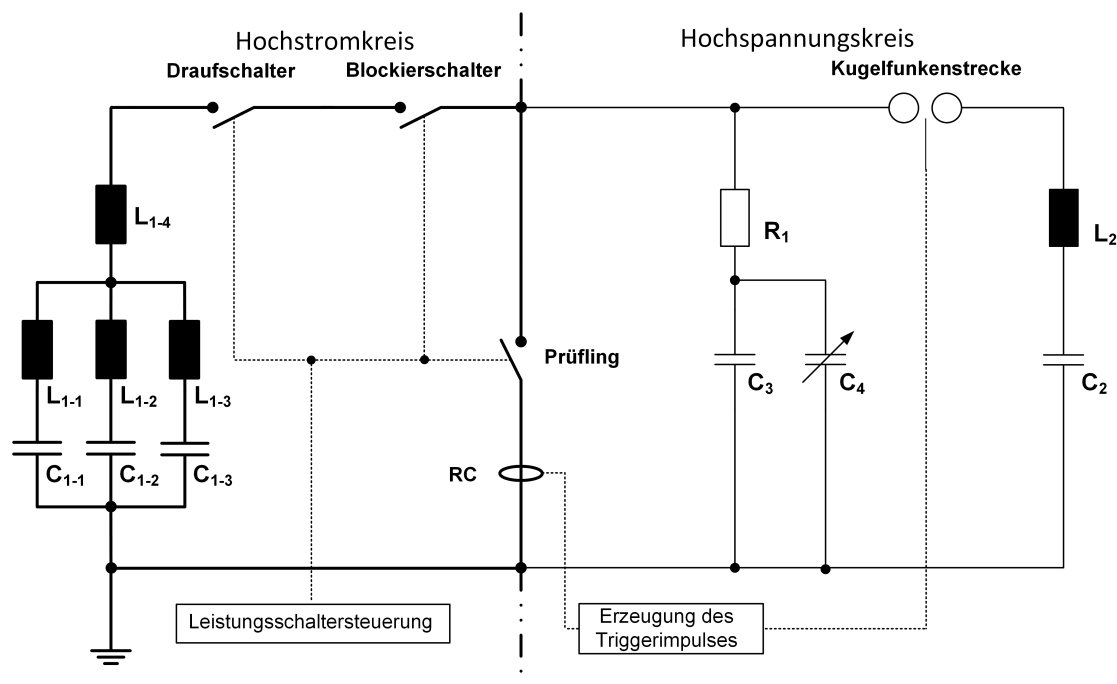 Hochstromkreis
Hochspannungskreis
Draufschalter
Blockierschalter
Kugelfunkenstrecke
L₁₋₄
R₁
L₂
Prüfling
L₁₋₁
L₁₋₂
L₁₋₃
C₃
C₄
C₂
C₁₋₁
C₁₋₂
C₁₋₃
RC
Leistungsschaltersteuerung
Erzeugung des
Triggerimpulses